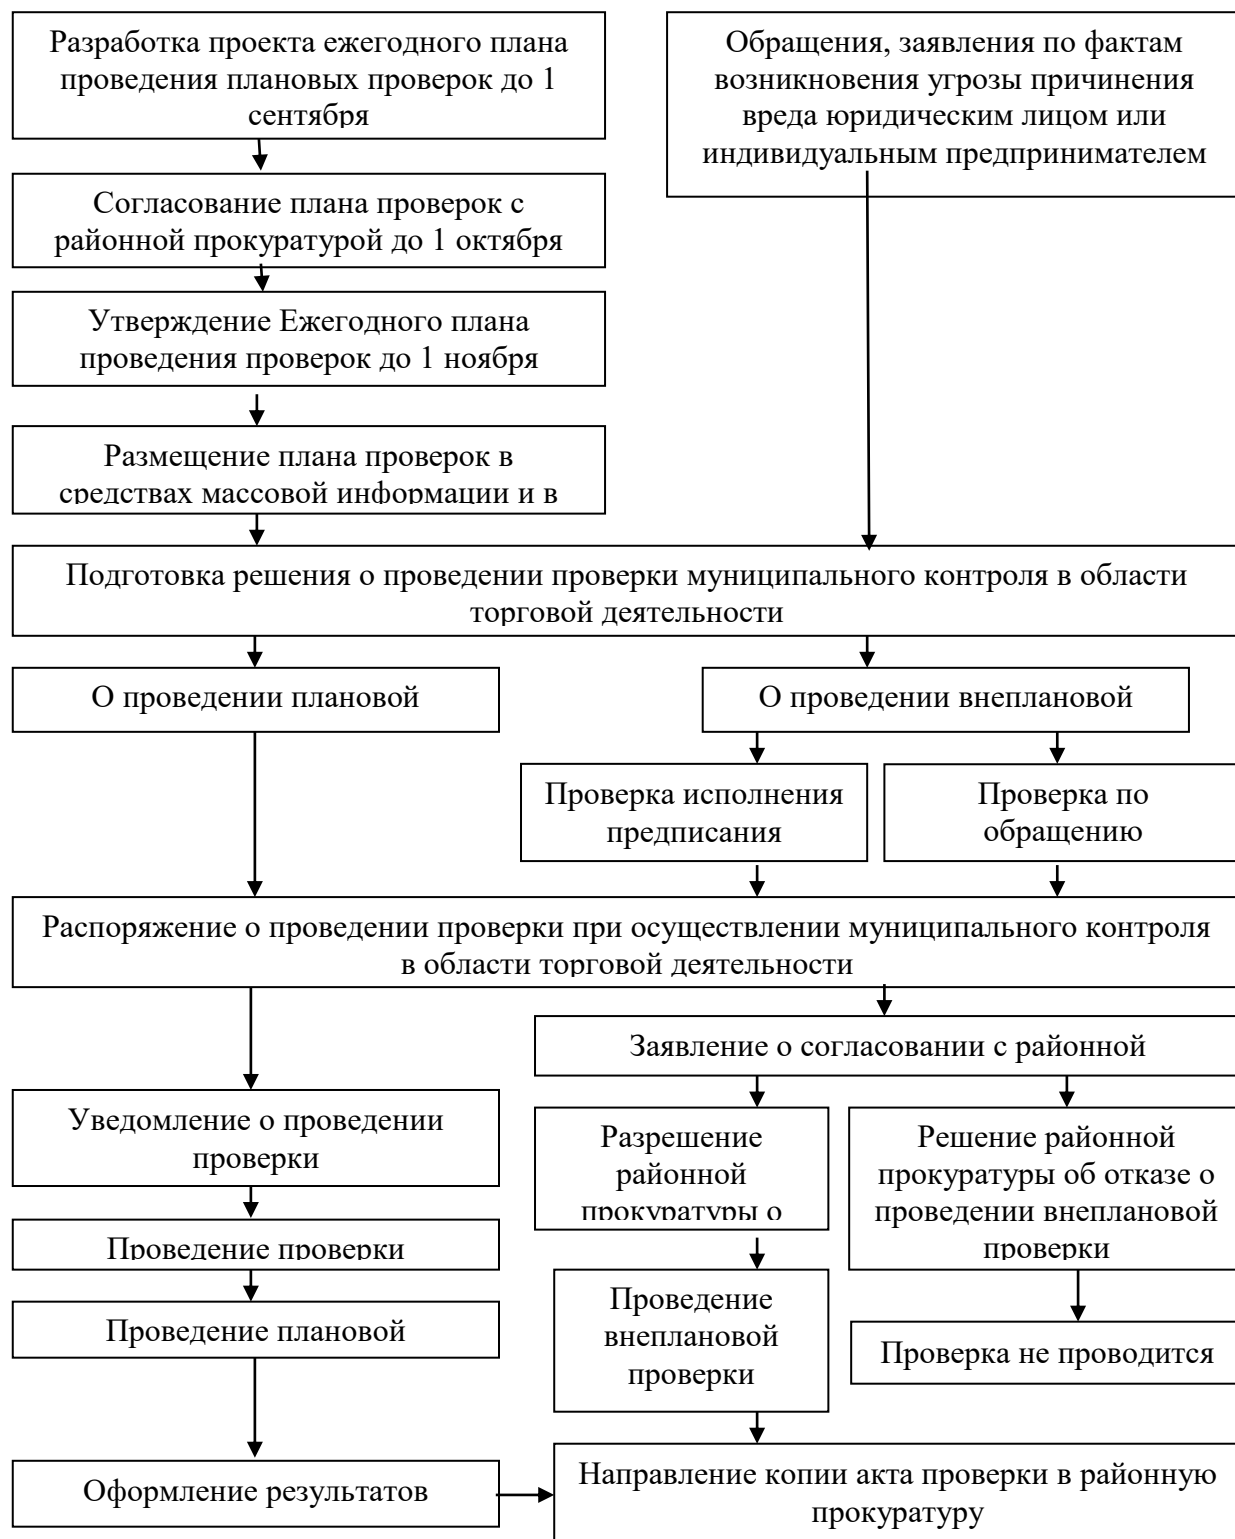 Разработка проекта ежегодного плана
проведения плановых проверок до 1
сентября
Обращения, заявления по фактам
возникновения угрозы причинения
вреда юридическим лицом или
индивидуальным предпринимателем
Согласование плана проверок с
районной прокуратурой до 1 октября
Утверждение Ежегодного плана
проведения проверок до 1 ноября
Размещение плана проверок в
средствах массовой информации и в
Подготовка решения о проведении проверки муниципального контроля в области
торговой деятельности
О проведении плановой
О проведении внеплановой
Проверка исполнения
предписания
Проверка по
обращению
Распоряжение о проведении проверки при осуществлении муниципального контроля
в области торговой деятельности
Заявление о согласовании с районной
Уведомление о проведении
проверки
Разрешение
районной
прокуратуры о
Решение районной
прокуратуры об отказе о
проведении внеплановой
проверки
Проведение проверки
Проведение плановой
Проведение
внеплановой
проверки
Проверка не проводится
Оформление результатов
Направление копии акта проверки в районную
прокуратуру